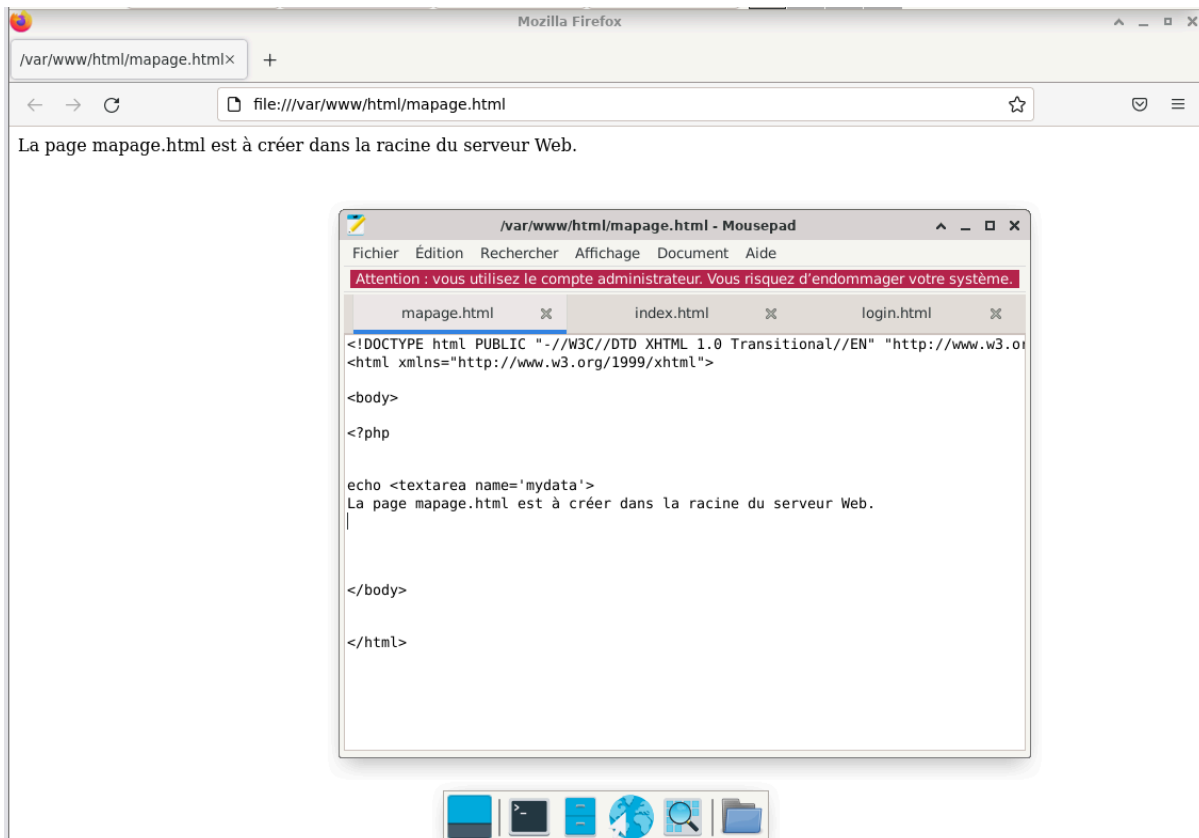 Mozilla Firefox
/var/www/html/mapage.html× +
file:///var/www/html/mapage.html
La page mapage.html est à créer dans la racine du serveur Web.
/var/www/html/mapage.html - Mousepad
Fichier Édition Rechercher Affichage Document Aide
Attention : vous utilisez le compte administrateur. Vous risquez d’endommager votre système.
mapage.html index.html login.html
<!DOCTYPE html PUBLIC "-//W3C//DTD XHTML 1.0 Transitional//EN" "http://www.w3.or
<html xmlns="http://www.w3.org/1999/xhtml">
<body>
<?php
echo <textarea name='mydata'>
La page mapage.html est à créer dans la racine du serveur Web.
</body>
</html>